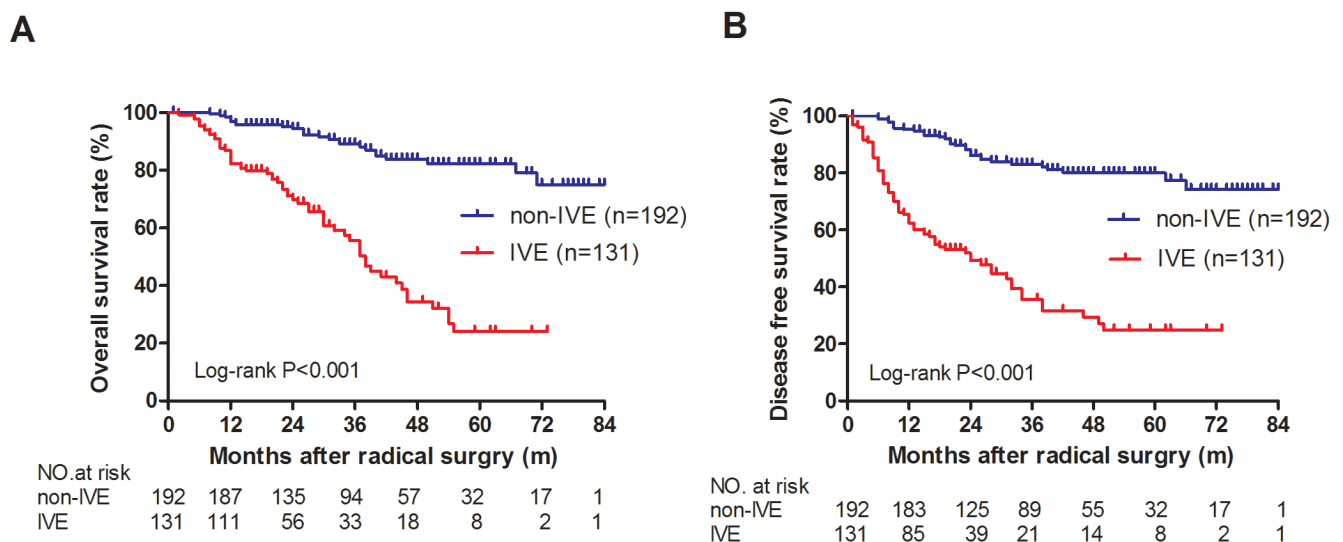 A
Overall survival rate (%)
100
80
60
40
20
0
non-IVE (n=192)
IVE (n=131)
Log-rank P<0.001
0 12 24 36 48 60 72 84
Months after radical surgry (m)
NO.at risk
non-IVE 192 187 135 94 57 32 17 1
IVE 131 111 56 33 18 8 2 1
B
Disease free survival rate (%)
100
80
60
40
20
0
non-IVE (n=192)
IVE (n=131)
Log-rank P<0.001
0 12 24 36 48 60 72 84
Months after radical surgry (m)
NO. at risk
non-IVE 192 183 125 89 55 32 17 1
IVE 131 85 39 21 14 8 2 1